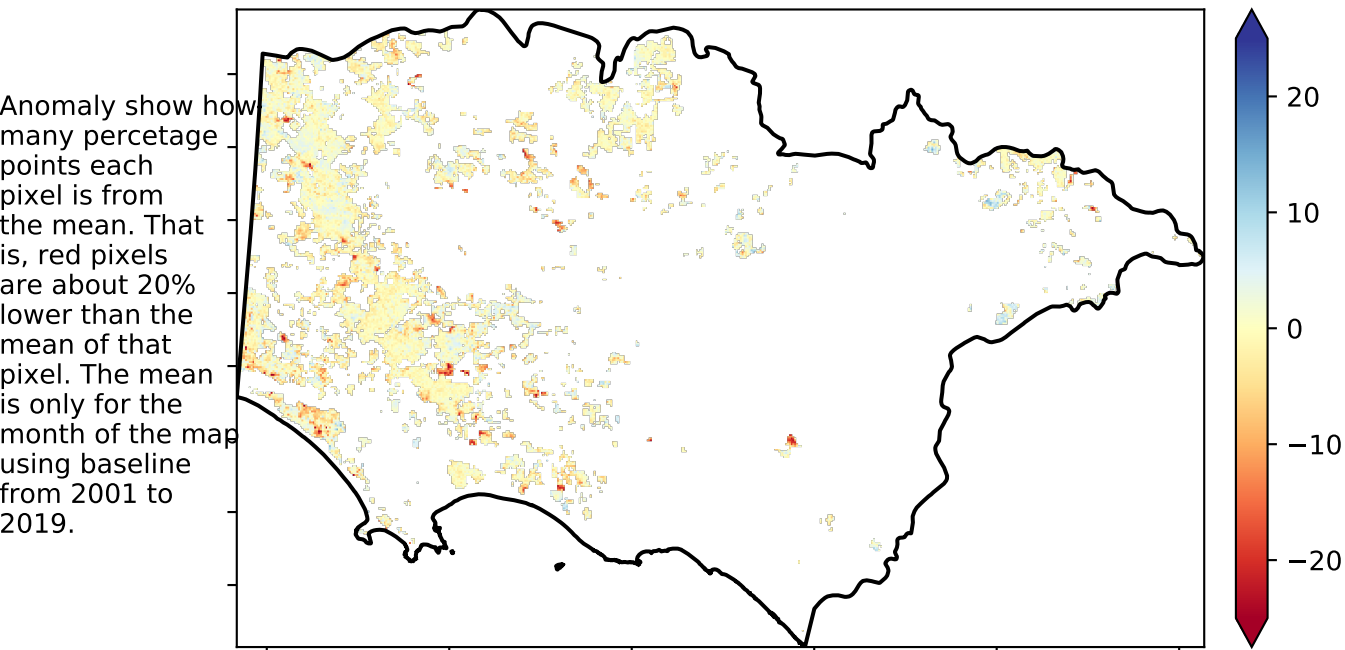 Anomaly show how
many percetage
points each
pixel is from
the mean. That
is, red pixels
are about 20%
lower than the
mean of that
pixel. The mean
is only for the
month of the map
using baseline
from 2001 to
2019.
20
10
0
−10
−20